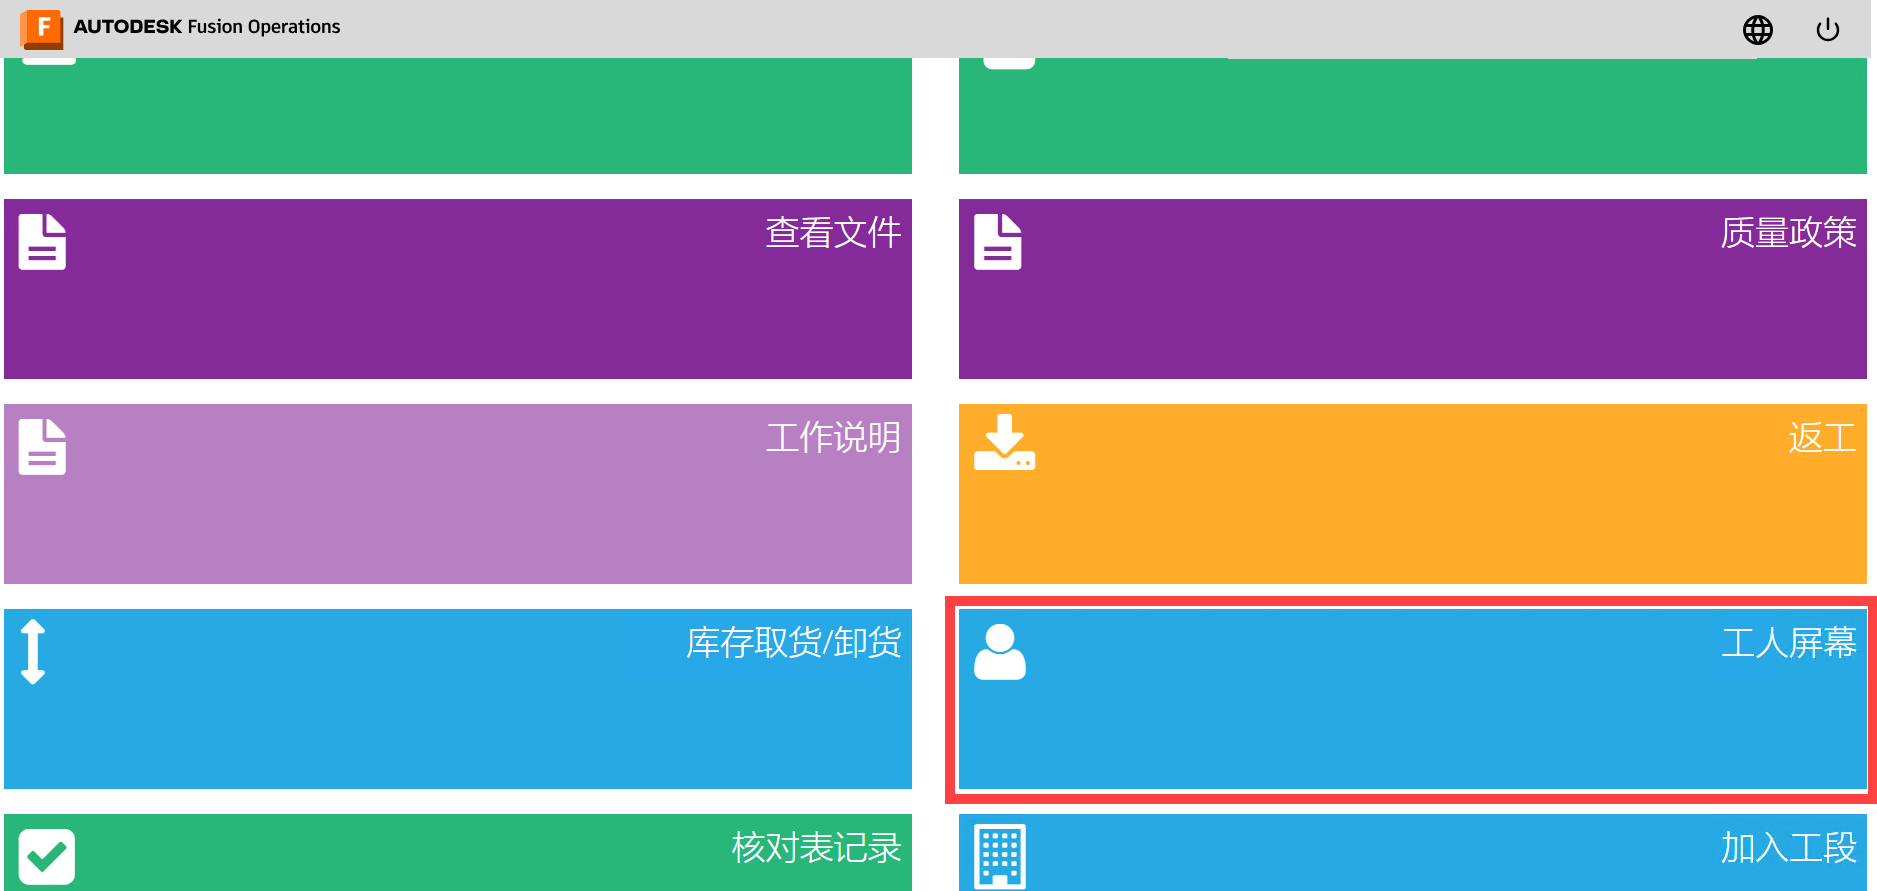 F AUTODESK Fusion Operations
查看文件
质量政策
工作说明
返工
库存取货/卸货
工人屏幕
核对表记录
加入工段